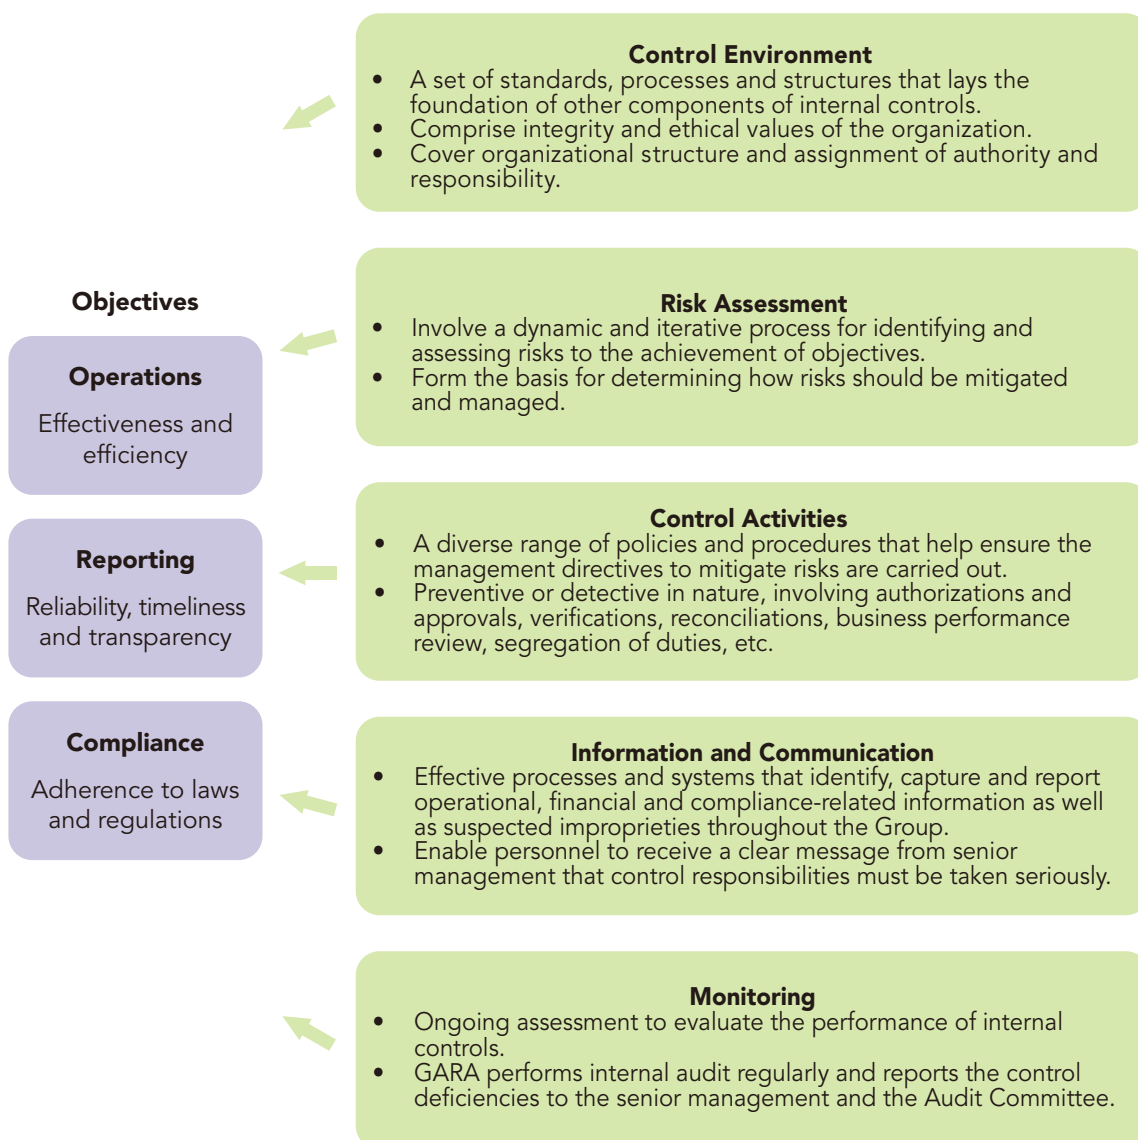 Objectives
Operations
Effectiveness and
efficiency
Reporting
Reliability, timeliness
and transparency
Compliance
Adherence to laws
and regulations
Control Environment
• A set of standards, processes and structures that lays the
foundation of other components of internal controls.
• Comprise integrity and ethical values of the organization.
• Cover organizational structure and assignment of authority and
responsibility.
Risk Assessment
• Involve a dynamic and iterative process for identifying and
assessing risks to the achievement of objectives.
• Form the basis for determining how risks should be mitigated
and managed.
Control Activities
• A diverse range of policies and procedures that help ensure the
management directives to mitigate risks are carried out.
• Preventive or detective in nature, involving authorizations and
approvals, verifications, reconciliations, business performance
review, segregation of duties, etc.
Information and Communication
• Effective processes and systems that identify, capture and report
operational, financial and compliance-related information as well
as suspected improprieties throughout the Group.
• Enable personnel to receive a clear message from senior
management that control responsibilities must be taken seriously.
Monitoring
• Ongoing assessment to evaluate the performance of internal
controls.
• GARA performs internal audit regularly and reports the control
deficiencies to the senior management and the Audit Committee.